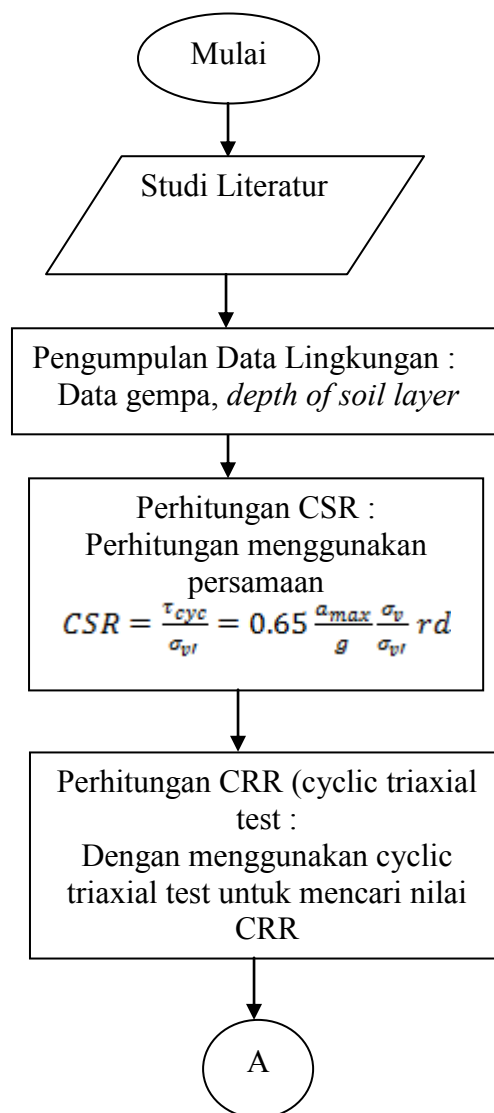 Mulai
Studi Literatur
Pengumpulan Data Lingkungan :
Data gempa, depth of soil layer
Perhitungan CSR :
Perhitungan menggunakan
persamaan
CSR = τcyc/σv' = 0.65 amax/g σv/σv' rd
Perhitungan CRR (cyclic triaxial
test :
Dengan menggunakan cyclic
triaxial test untuk mencari nilai
CRR
A